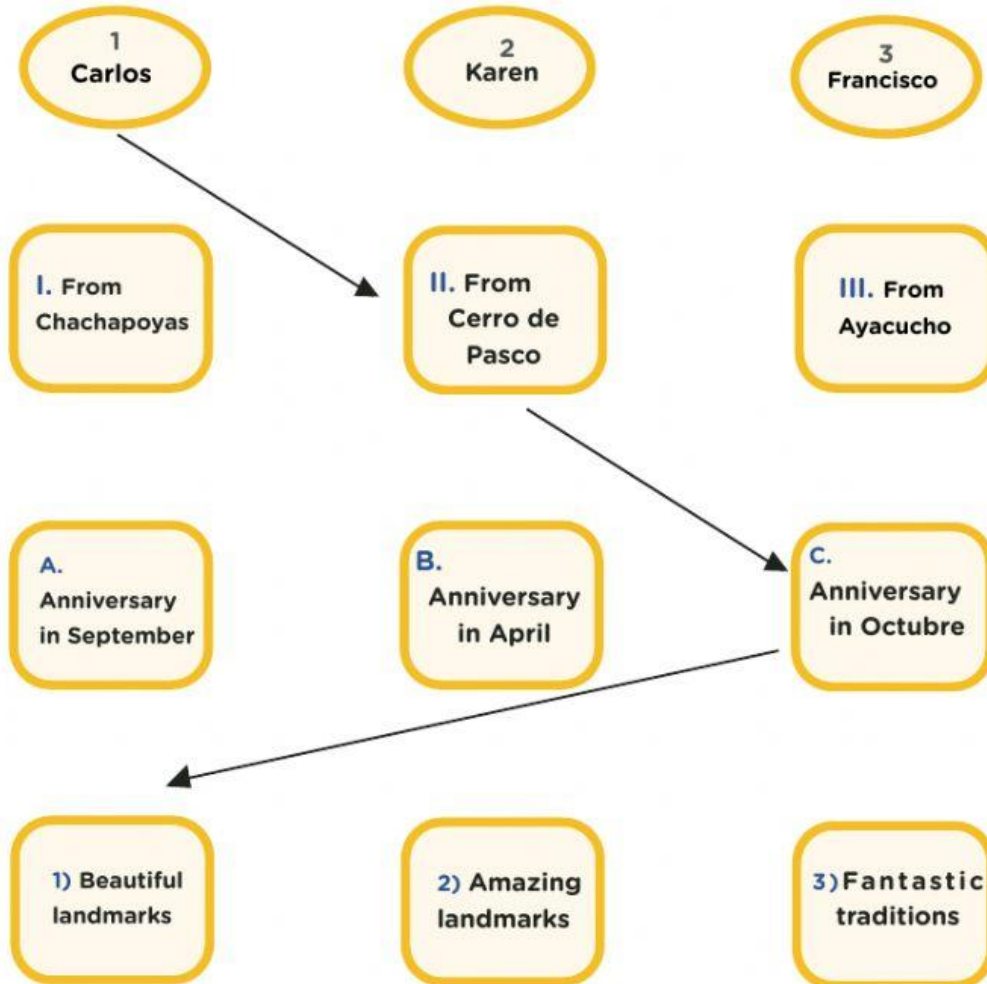 1
Carlos
2
Karen
3
Francisco
I. From
Chachapoyas
II. From
Cerro de
Pasco
III. From
Ayacucho
A.
Anniversary
in September
B.
Anniversary
in April
C.
Anniversary
in Octubre
1) Beautiful
landmarks
2) Amazing
landmarks
3) Fantastic
traditions